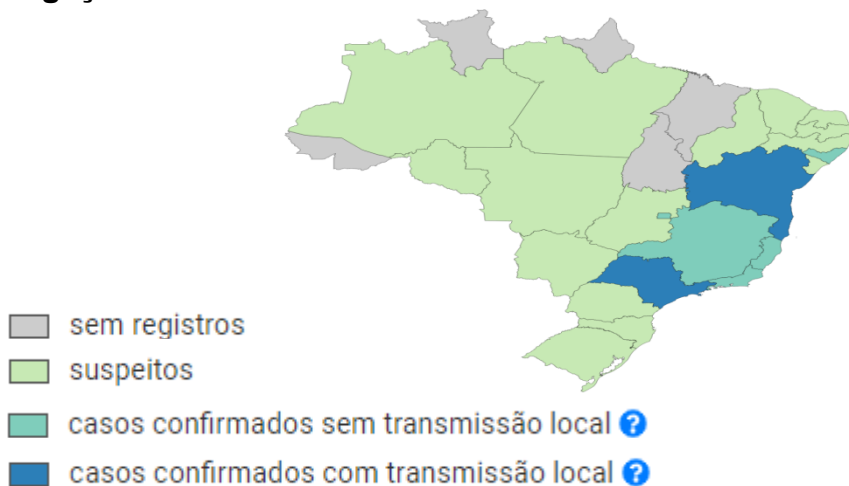 sem registros
suspeitos
casos confirmados sem transmissão local ?
casos confirmados com transmissão local ?